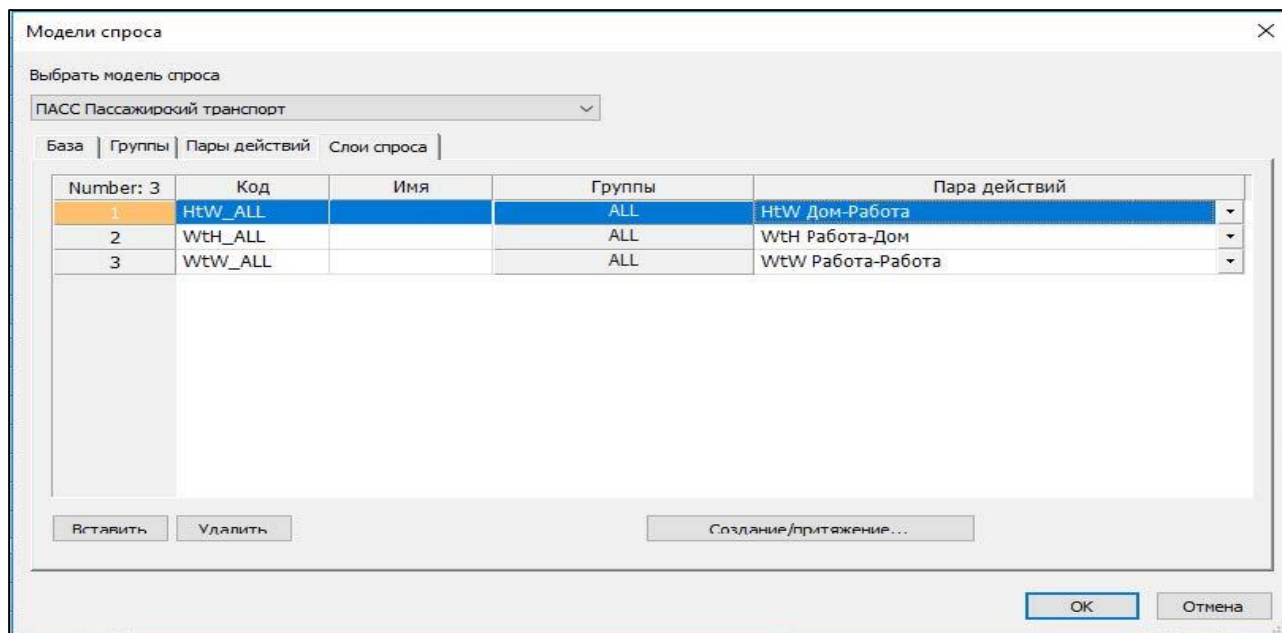 Модели спроса
Выбрать модель спроса
ПАСС Пассажирский транспорт
База Группы Пары действий Слои спроса
Number: 3 Код Имя Группы Пара действий
1 HtW_ALL ALL HtW Дом-Работа
2 WtH_ALL ALL WtH Работа-Дом
3 WtW_ALL ALL WtW Работа-Работа
Вставить Удалить Создание/притяжение...
OK Отмена